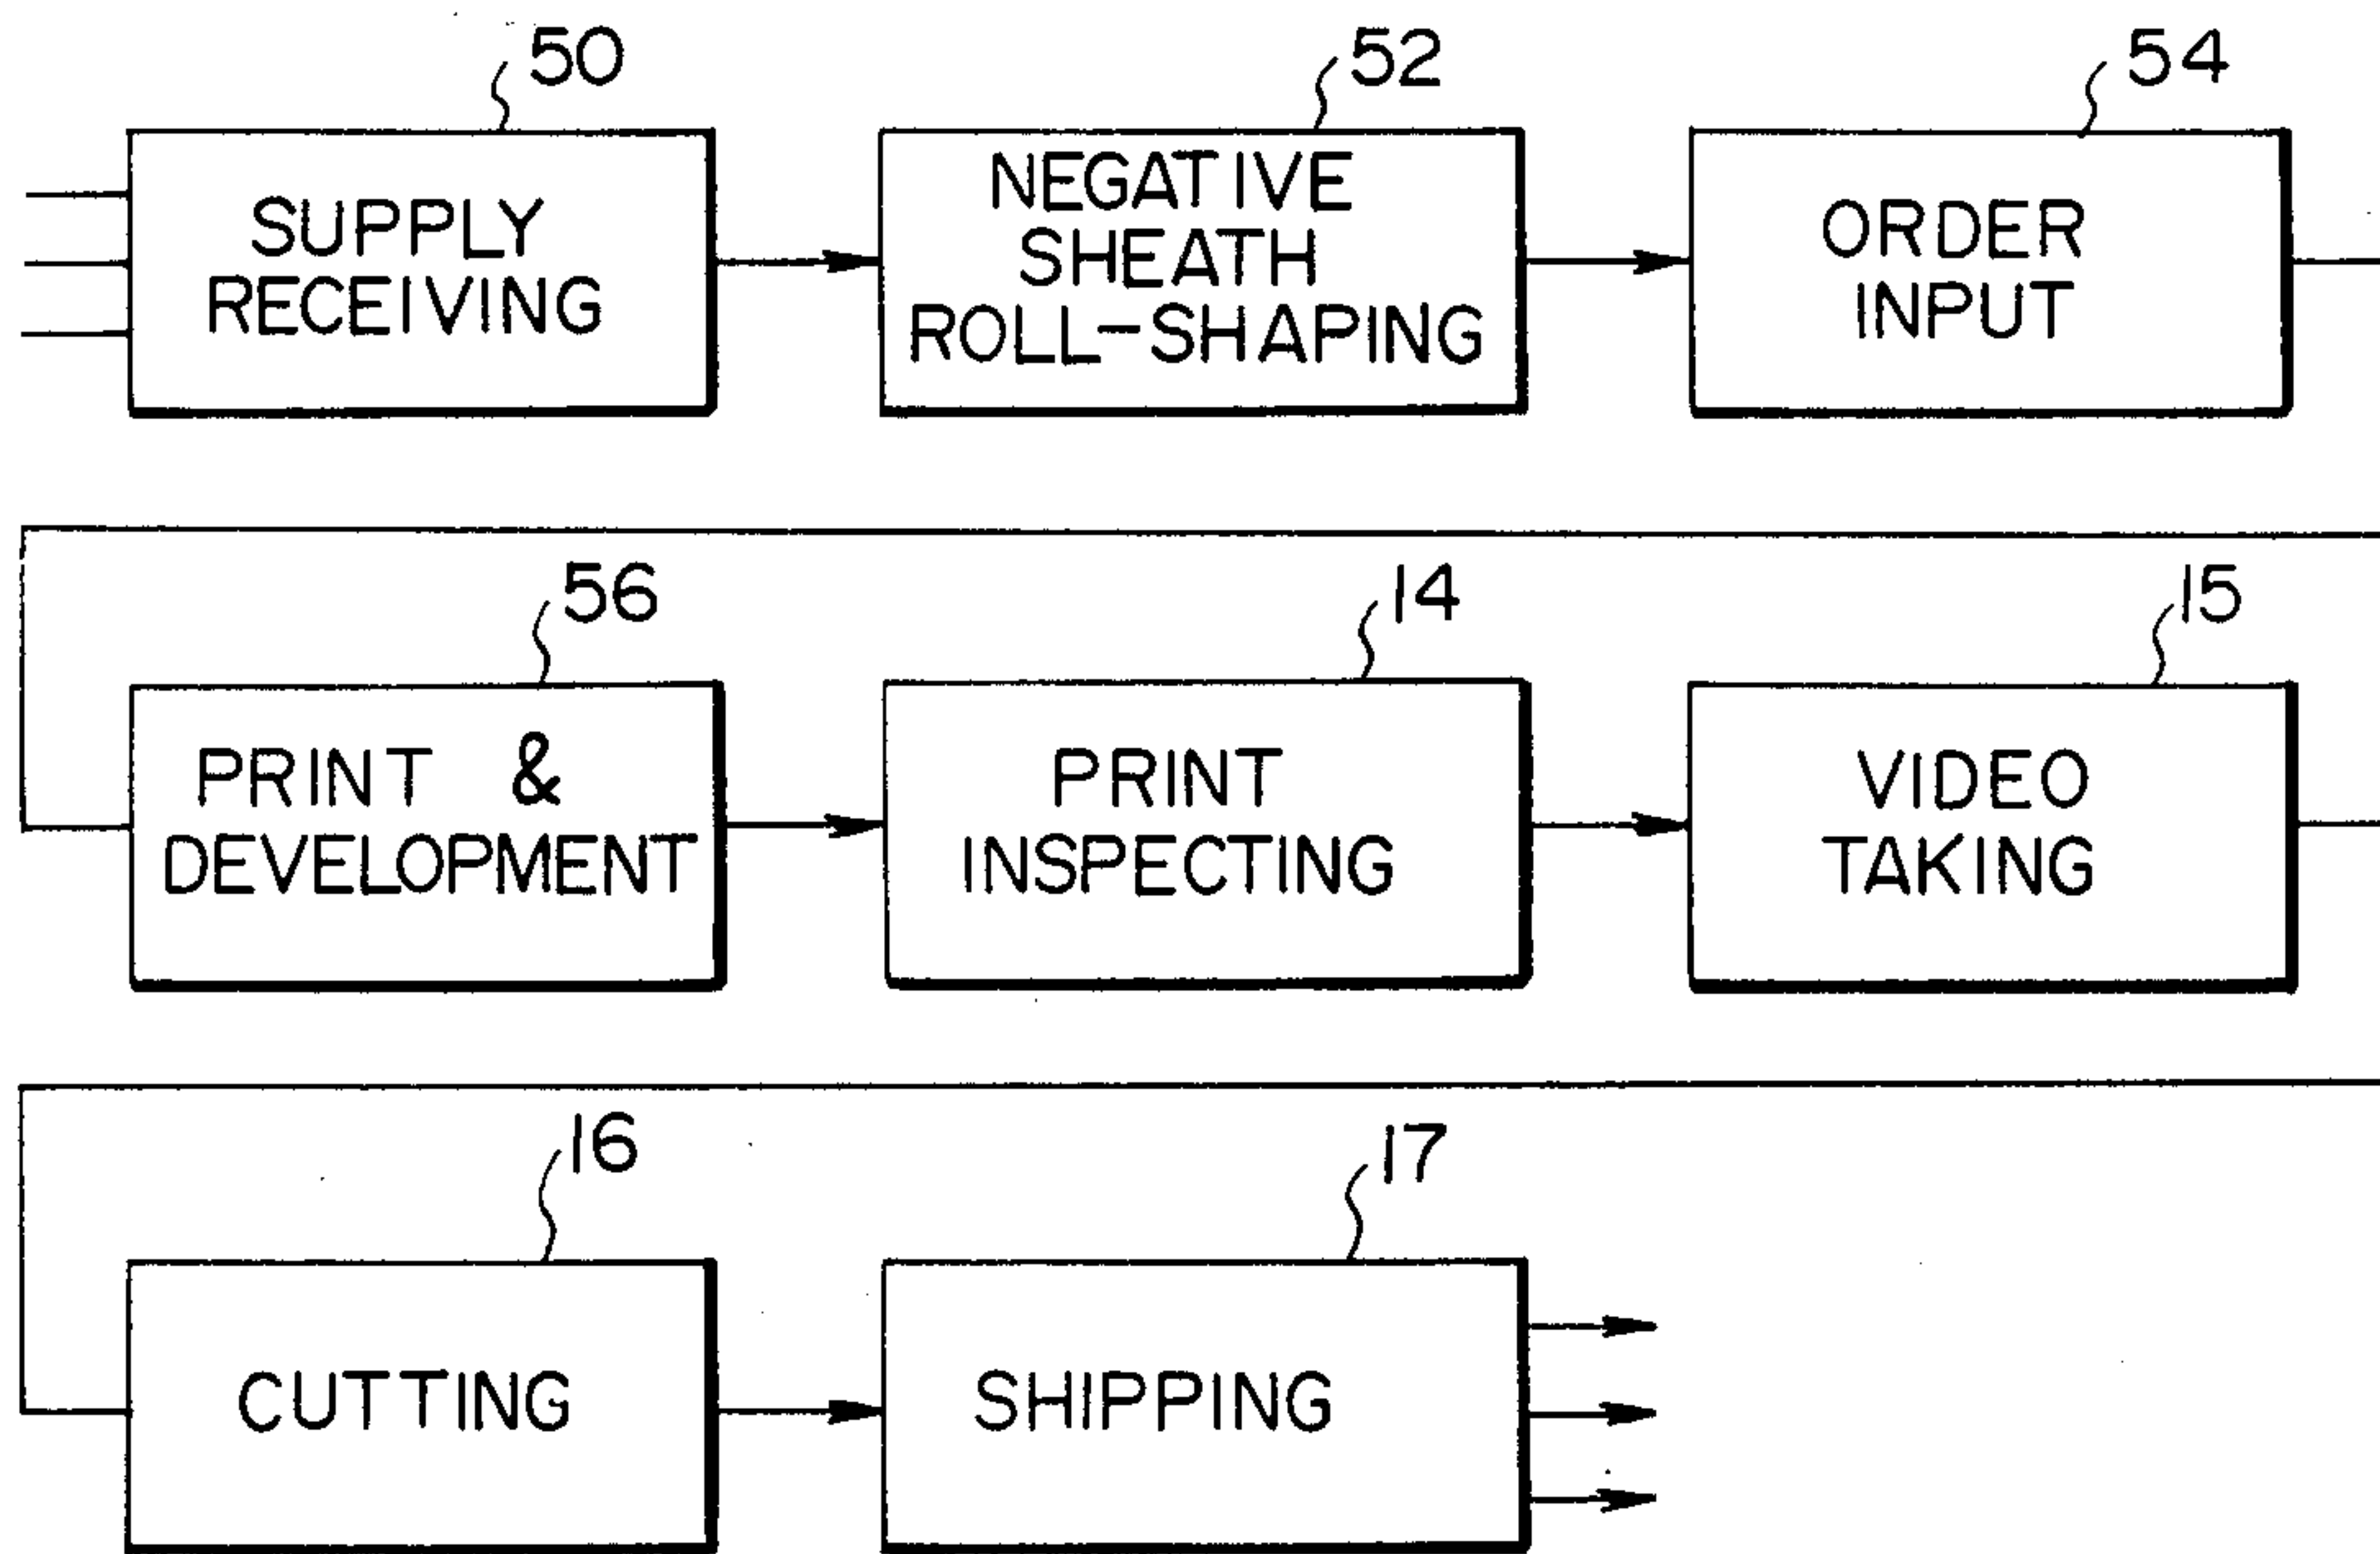 50
52
54
SUPPLY
RECEIVING
NEGATIVE
SHEATH
ROLL-SHAPING
ORDER
INPUT
56
14
15
PRINT &
DEVELOPMENT
PRINT
INSPECTING
VIDEO
TAKING
16
17
CUTTING
SHIPPING